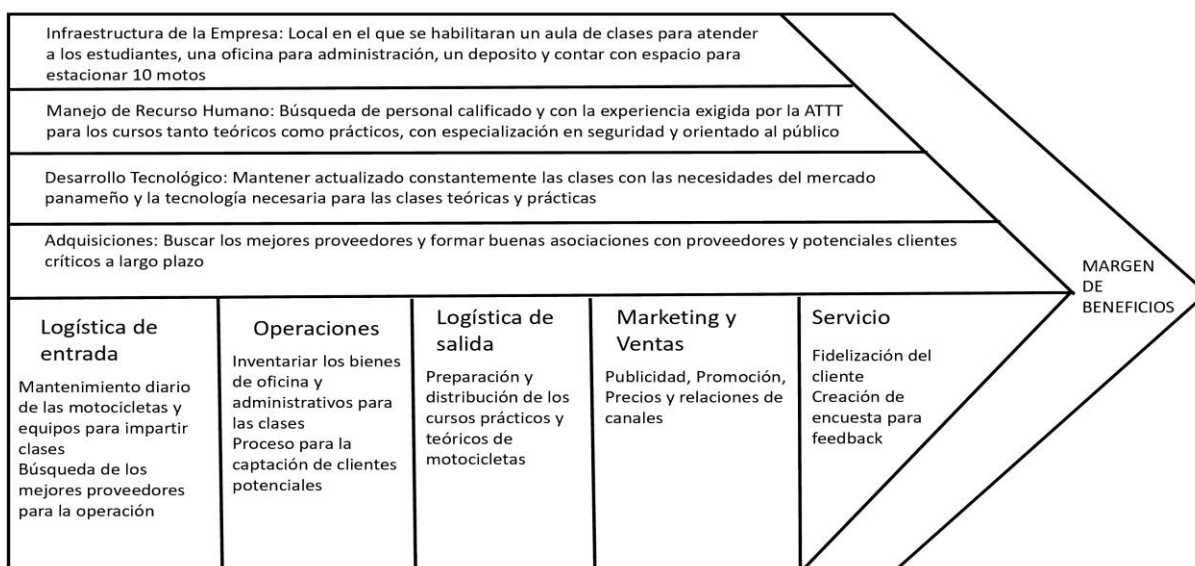 Infraestructura de la Empresa: Local en el que se habilitaran un aula de clases para atender
a los estudiantes, una oficina para administración, un deposito y contar con espacio para
estacionar 10 motos
Manejo de Recurso Humano: Búsqueda de personal calificado y con la experiencia exigida por la ATTT
para los cursos tanto teóricos como prácticos, con especialización en seguridad y orientado al público
Desarrollo Tecnológico: Mantener actualizado constantemente las clases con las necesidades del mercado
panameño y la tecnología necesaria para las clases teóricas y prácticas
Adquisiciones: Buscar los mejores proveedores y formar buenas asociaciones con proveedores y potenciales clientes
críticos a largo plazo
MARGEN
DE
BENEFICIOS
Logística de
entrada
Mantenimiento diario
de las motocicletas y
equipos para impartir
clases
Búsqueda de los
mejores proveedores
para la operación
Operaciones
Inventariar los bienes
de oficina y
administrativos para
las clases
Proceso para la
captación de clientes
potenciales
Logística de
salida
Preparación y
distribución de los
cursos prácticos y
teóricos de
motocicletas
Marketing y
Ventas
Publicidad, Promoción,
Precios y relaciones de
canales
Servicio
Fidelización del
cliente
Creación de
encuesta para
feedback